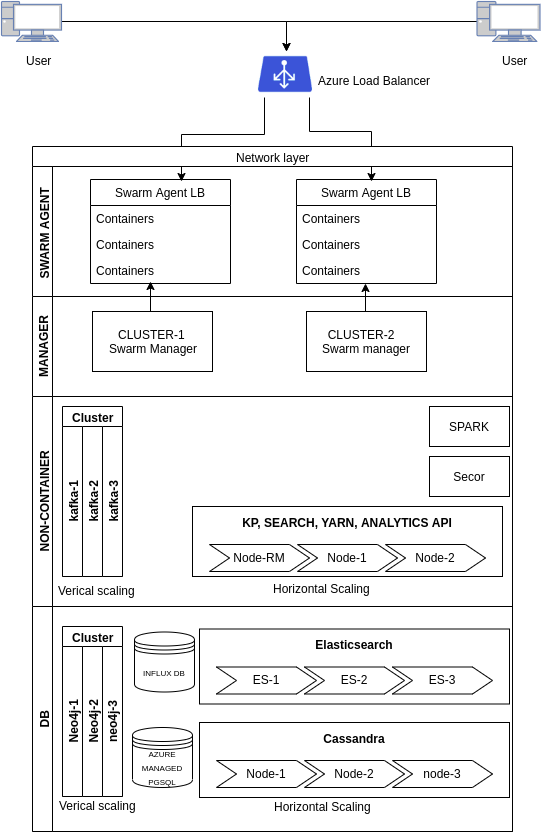 User
User
Azure Load Balancer
Network layer
SWARM AGENT
Swarm Agent LB
Containers
Containers
Containers
Swarm Agent LB
Containers
Containers
Containers
MANAGER
CLUSTER-1
Swarm Manager
CLUSTER-2
Swarm manager
NON-CONTAINER
Cluster
kafka-1
kafka-2
kafka-3
Verical scaling
SPARK
Secor
KP, SEARCH, YARN, ANALYTICS API
Node-RM
Node-1
Node-2
Horizontal Scaling
DB
Cluster
Neo4j-1
Neo4j-2
neo4j-3
Verical scaling
INFLUX DB
AZURE
MANAGED
PGSQL
Elasticsearch
ES-1
ES-2
ES-3
Cassandra
Node-1
Node-2
node-3
Horizontal Scaling